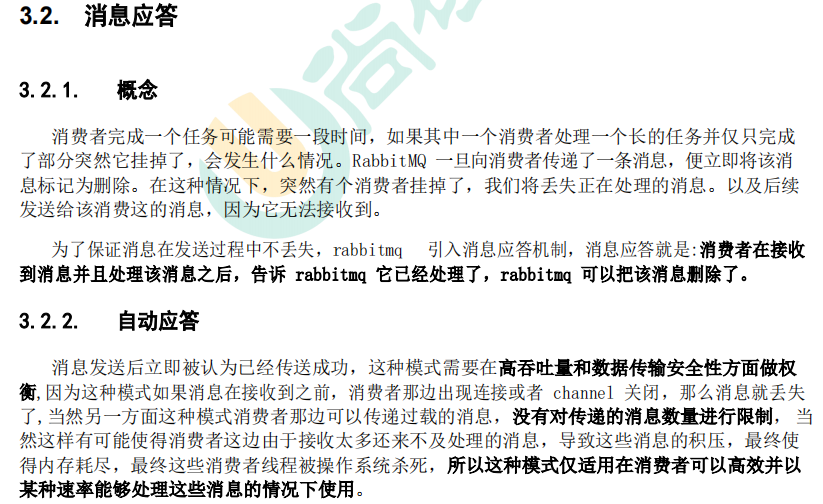 3.2. 消息应答
3.2.1. 概念
消费者完成一个任务可能需要一段时间，如果其中一个消费者处理一个长的任务并仅只完成
了部分突然它挂掉了，会发生什么情况。RabbitMQ 一旦向消费者传递了一条消息，便立即将该消
息标记为删除。在这种情况下，突然有个消费者挂掉了，我们将丢失正在处理的消息。以及后续
发送给该消费这的消息，因为它无法接收到。
为了保证消息在发送过程中不丢失，rabbitmq 引入消息应答机制，消息应答就是:消费者在接收
到消息并且处理该消息之后，告诉 rabbitmq 它已经处理了，rabbitmq 可以把该消息删除了。
3.2.2. 自动应答
消息发送后立即被认为已经传送成功，这种模式需要在高吞吐量和数据传输安全性方面做权
衡,因为这种模式如果消息在接收到之前，消费者那边出现连接或者 channel 关闭，那么消息就丢失
了,当然另一方面这种模式消费者那边可以传递过载的消息，没有对传递的消息数量进行限制，当
然这样有可能使得消费者这边由于接收太多还来不及处理的消息，导致这些消息的积压，最终使
得内存耗尽，最终这些消费者线程被操作系统杀死，所以这种模式仅适用在消费者可以高效并以
某种速率能够处理这些消息的情况下使用。
尚